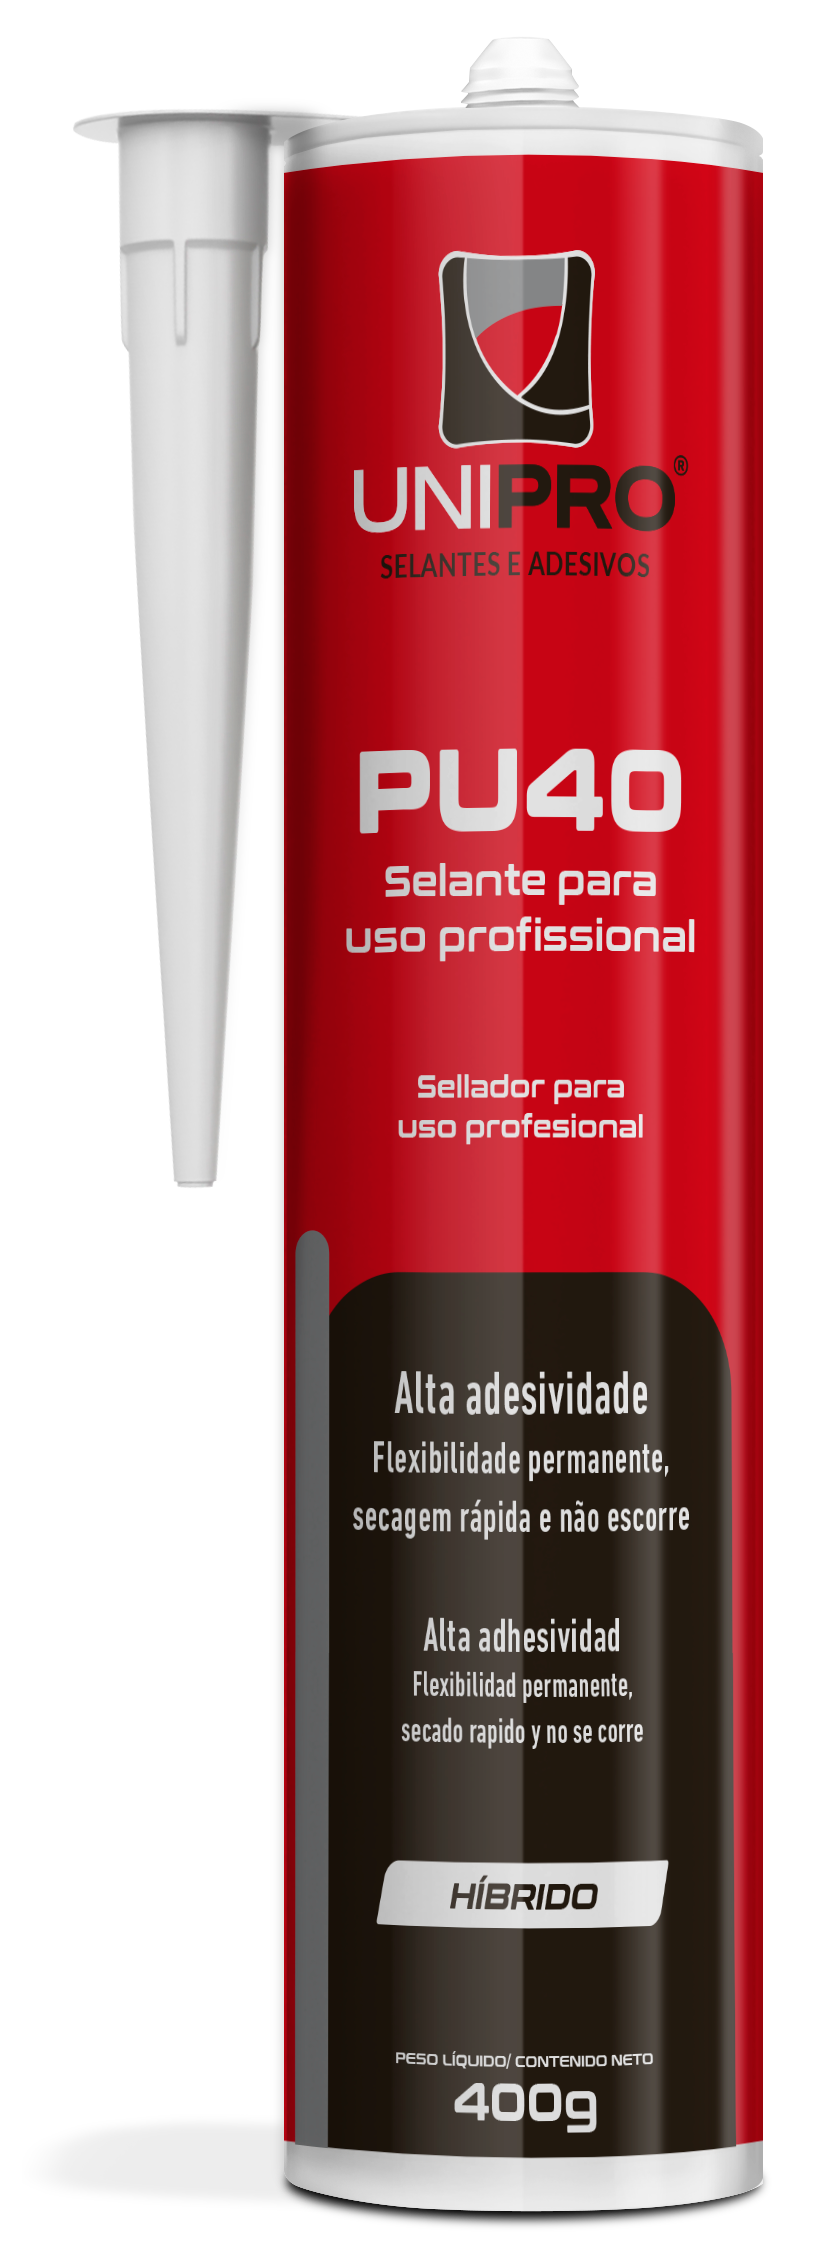 UNIPRO®
SELANTES E ADESIVOS
PU40
Selante para
uso profissional
Sellador para
uso profesional
Alta adesividade
Flexibilidade permanente,
secagem rápida e não escorre
Alta adhesividad
Flexibilidad permanente,
secado rapido y no se corre
HÍBRIDO
PESO LÍQUIDO/ CONTENIDO NETO
400g